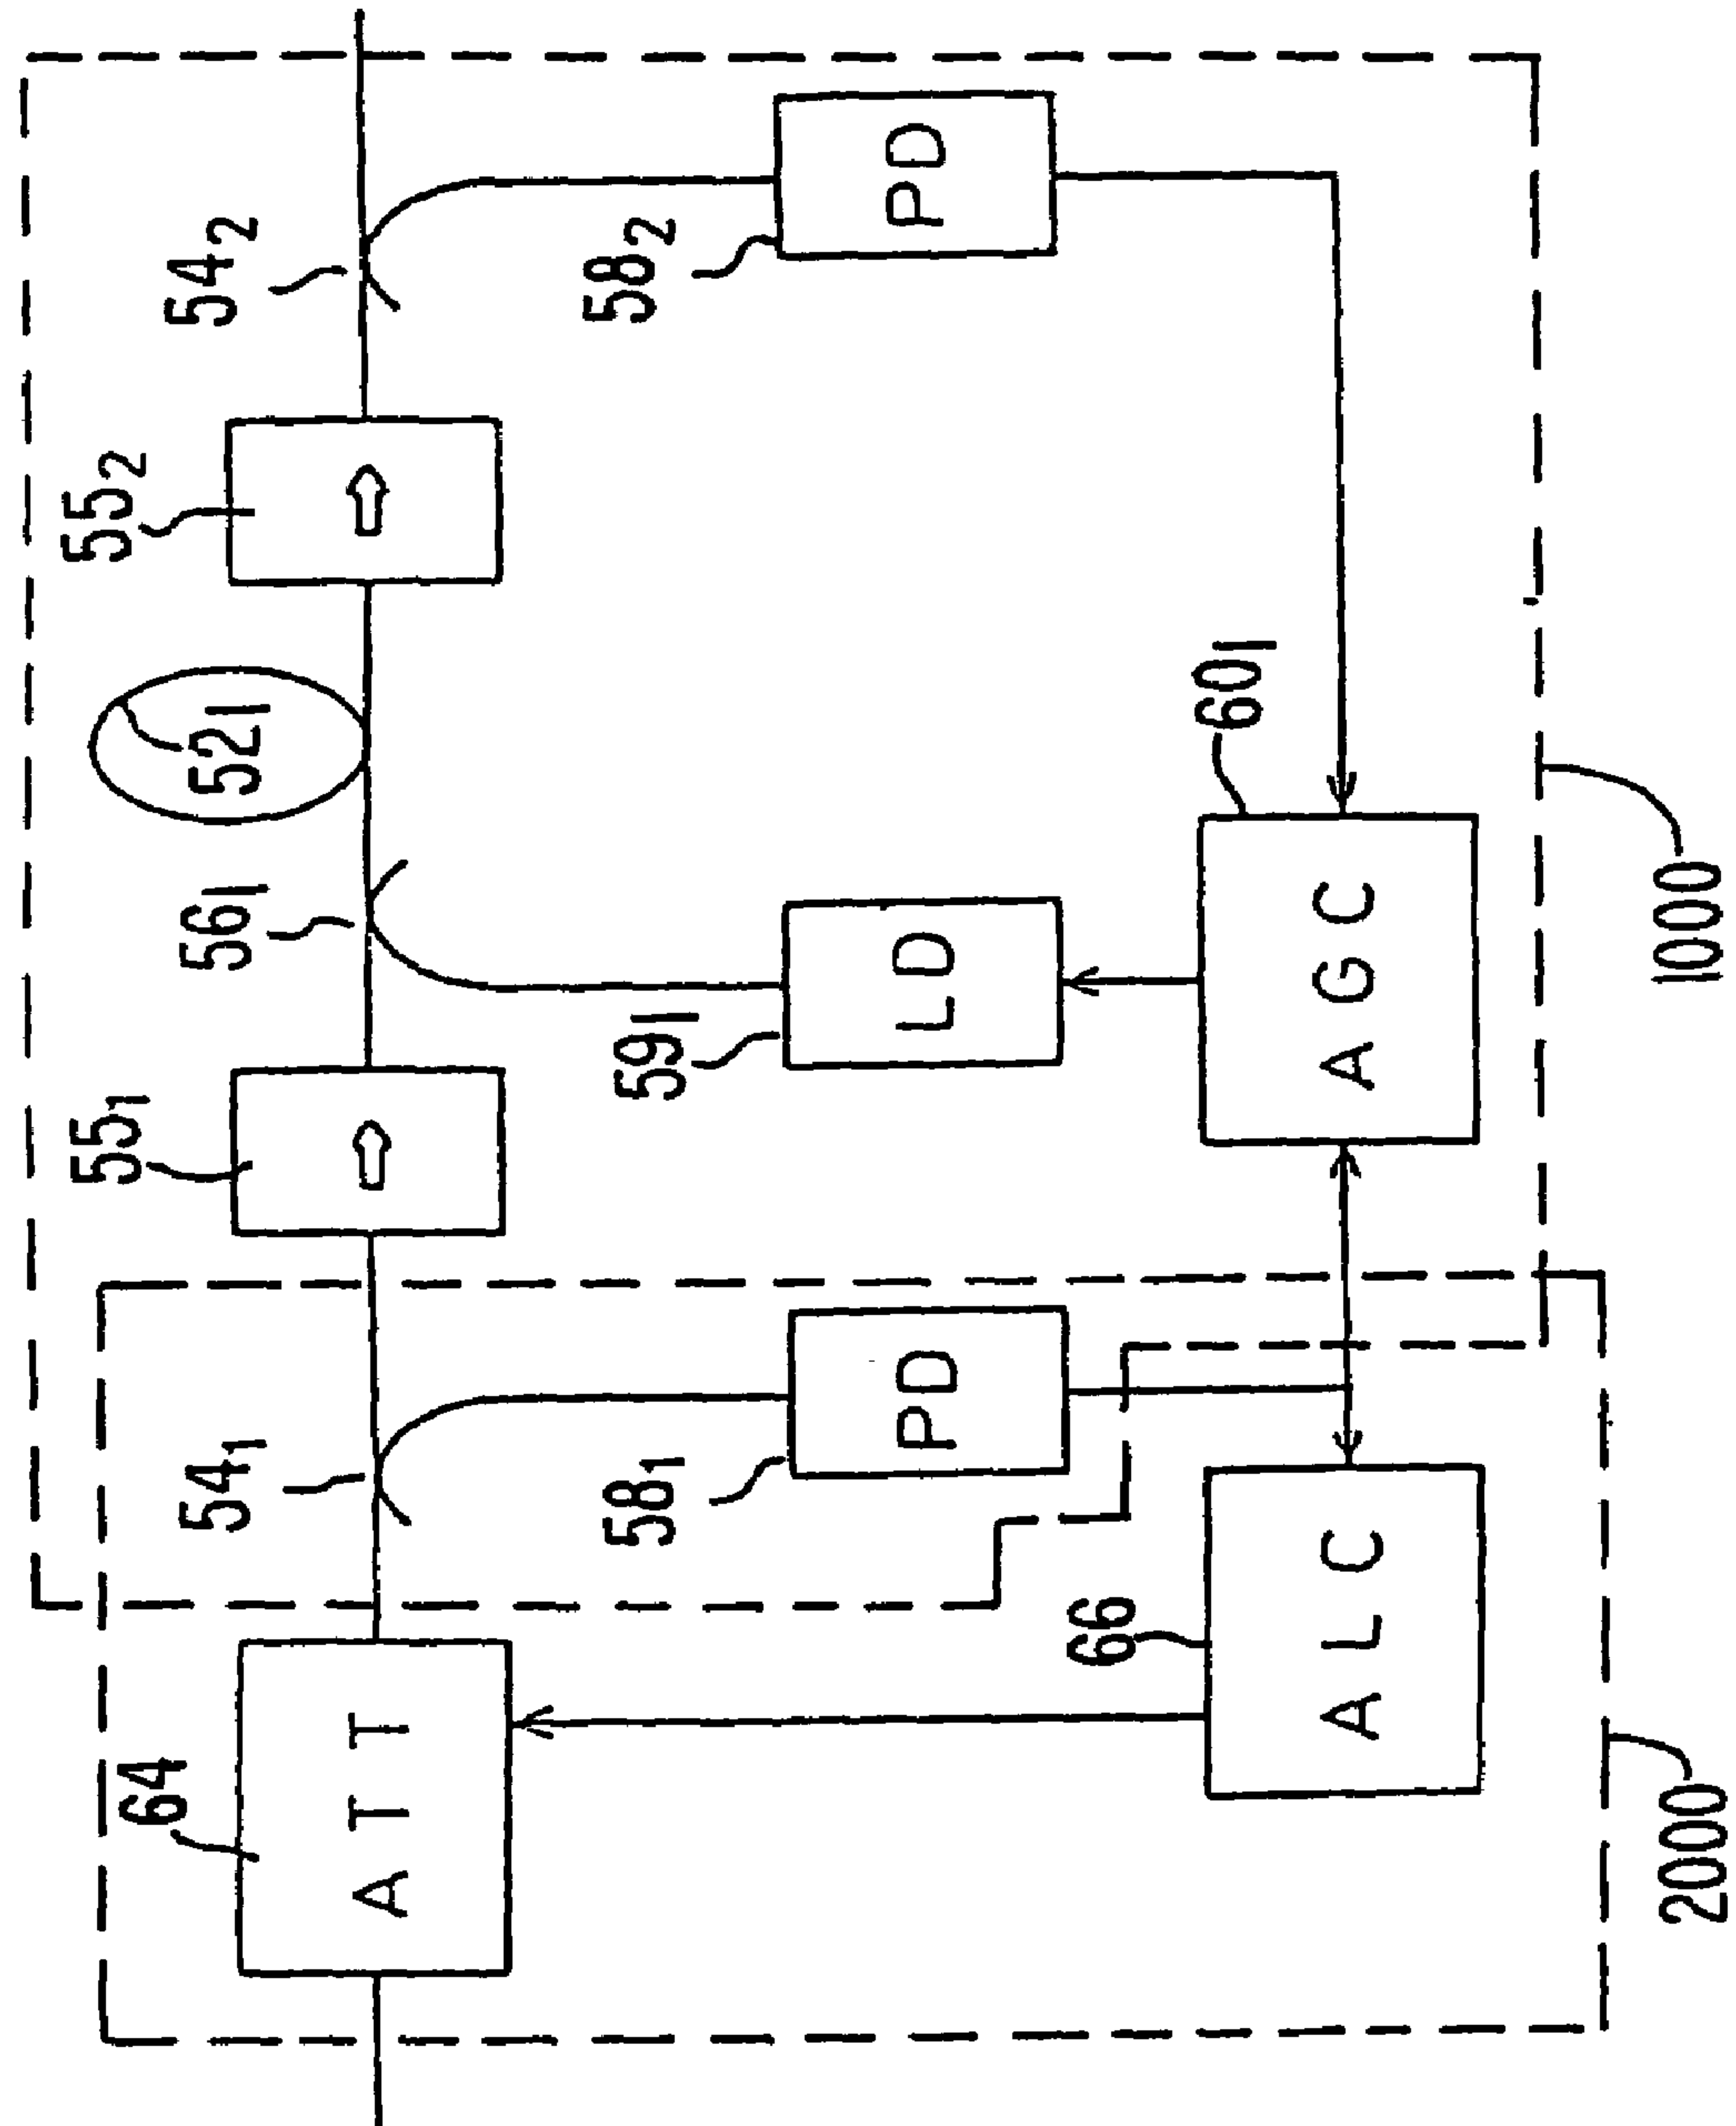 64
ATT
54₁
55₁
56₁
52₁
55₂
54₂
58₁
PD
59₁
LD
58₂
PD
66
ALC
60₁
AGC
2000
1000